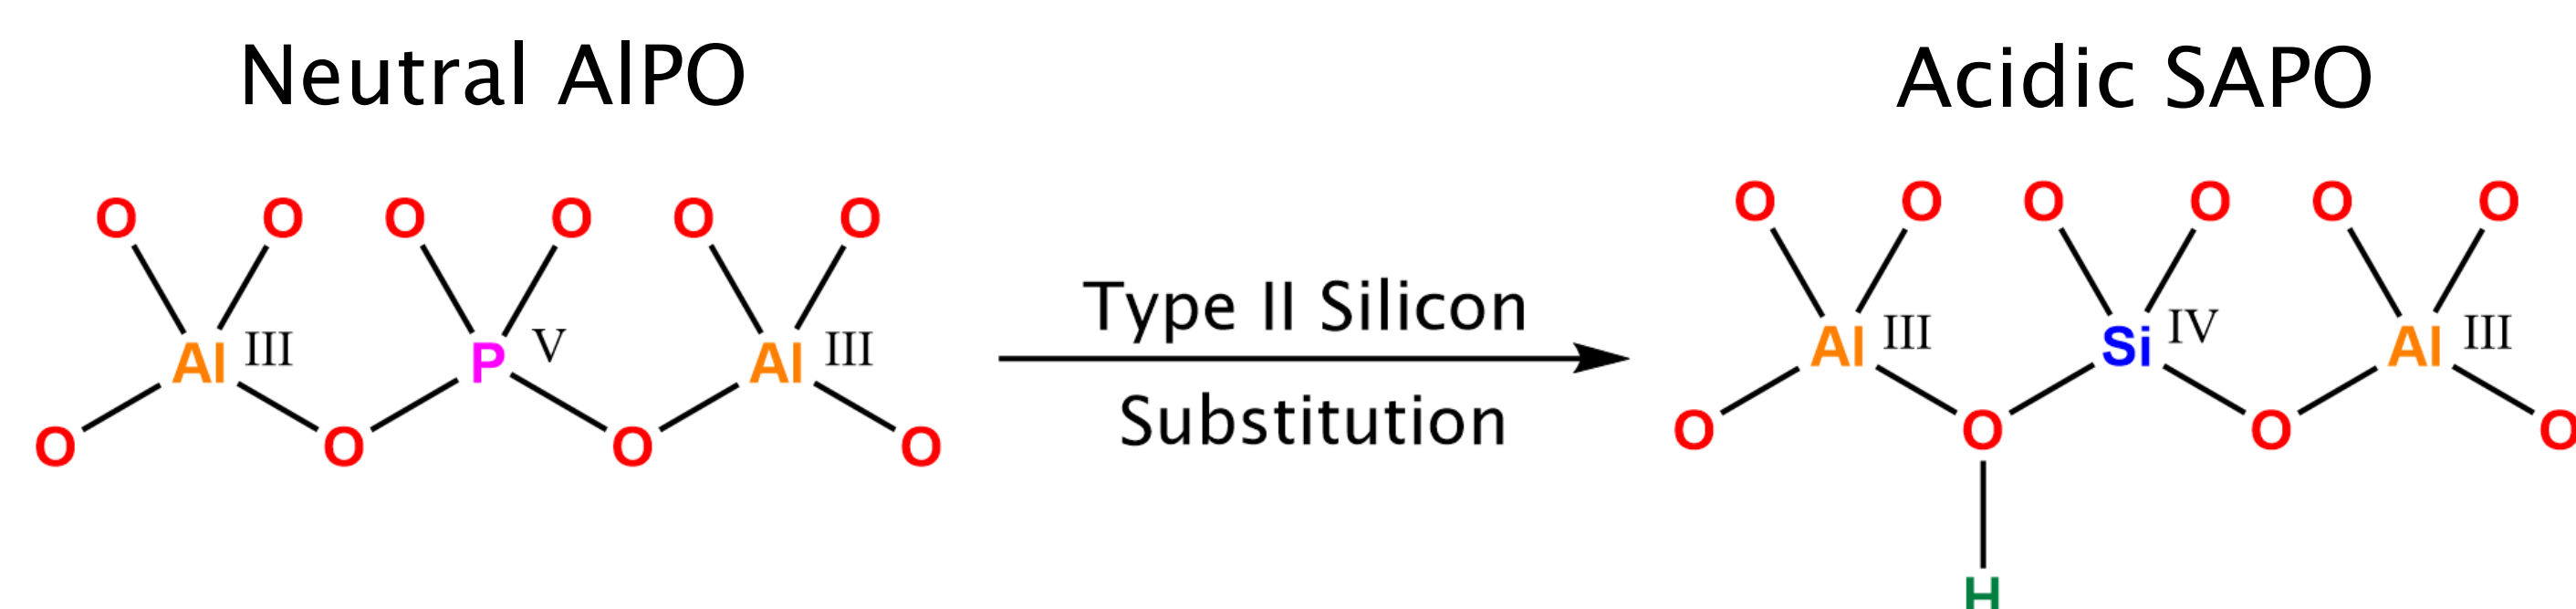 Neutral AlPO
Acidic SAPO
O O O O O O
Al III P V Al III
O O O O
Type II Silicon
Substitution
O O O O O O
Al III Si IV Al III
O O O O
H